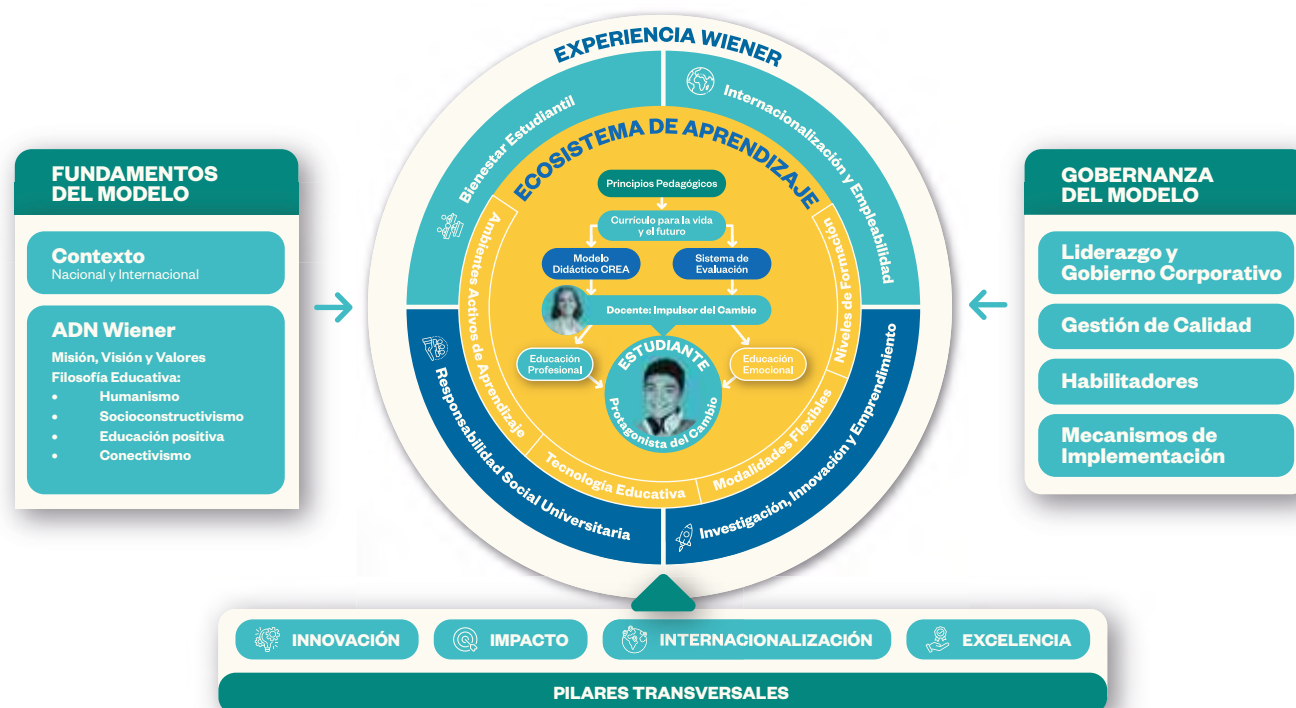 EXPERIENCIA WIENER
Bienestar Estudiantil
Internacionalización y Empleabilidad
Responsabilidad Social Universitaria
Investigación, Innovación y Emprendimiento
ECOSISTEMA DE APRENDIZAJE
Ambientes Activos de Aprendizaje
Tecnología Educativa
Modalidades Flexibles
Niveles de Formación
Principios Pedagógicos
Currículo para la vida
y el futuro
Modelo
Didáctico CREA
Sistema de
Evaluación
Docente: Impulsor del Cambio
Educación
Profesional
Educación
Emocional
ESTUDIANTE
Protagonista del Cambio
FUNDAMENTOS
DEL MODELO
Contexto
Nacional y Internacional
ADN Wiener
Misión, Visión y Valores
Filosofía Educativa:
• Humanismo
• Socioconstructivismo
• Educación positiva
• Conectivismo
GOBERNANZA
DEL MODELO
Liderazgo y
Gobierno Corporativo
Gestión de Calidad
Habilitadores
Mecanismos de
Implementación
INNOVACIÓN
IMPACTO
INTERNACIONALIZACIÓN
EXCELENCIA
PILARES TRANSVERSALES